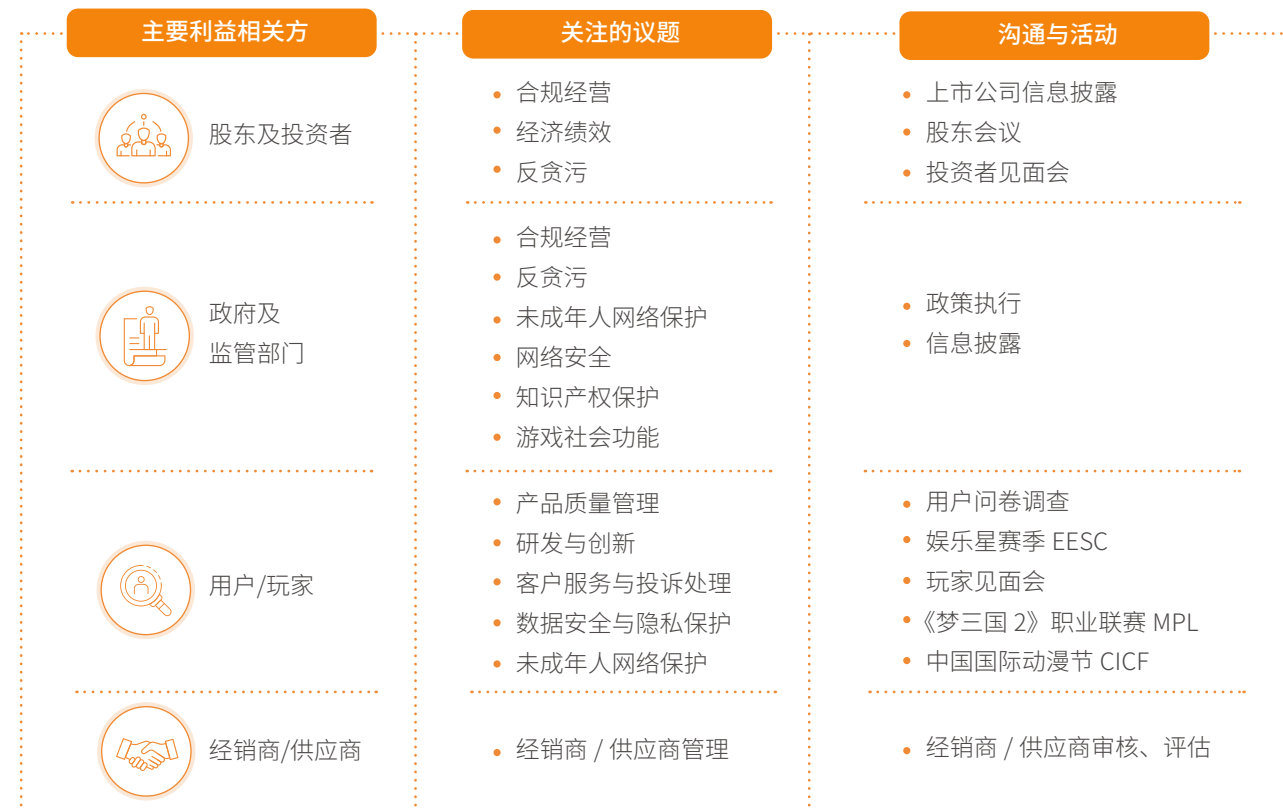 主要利益相关方
关注的议题
沟通与活动
股东及投资者
合规经营
经济绩效
反贪污
上市公司信息披露
股东会议
投资者见面会
政府及
监管部门
合规经营
反贪污
未成年人网络保护
网络安全
知识产权保护
游戏社会功能
政策执行
信息披露
用户/玩家
产品质量管理
研发与创新
客户服务与投诉处理
数据安全与隐私保护
未成年人网络保护
用户问卷调查
娱乐星赛季 EESC
玩家见面会
《梦三国 2》职业联赛 MPL
中国国际动漫节 CICF
经销商/供应商
经销商 / 供应商管理
经销商 / 供应商审核、评估